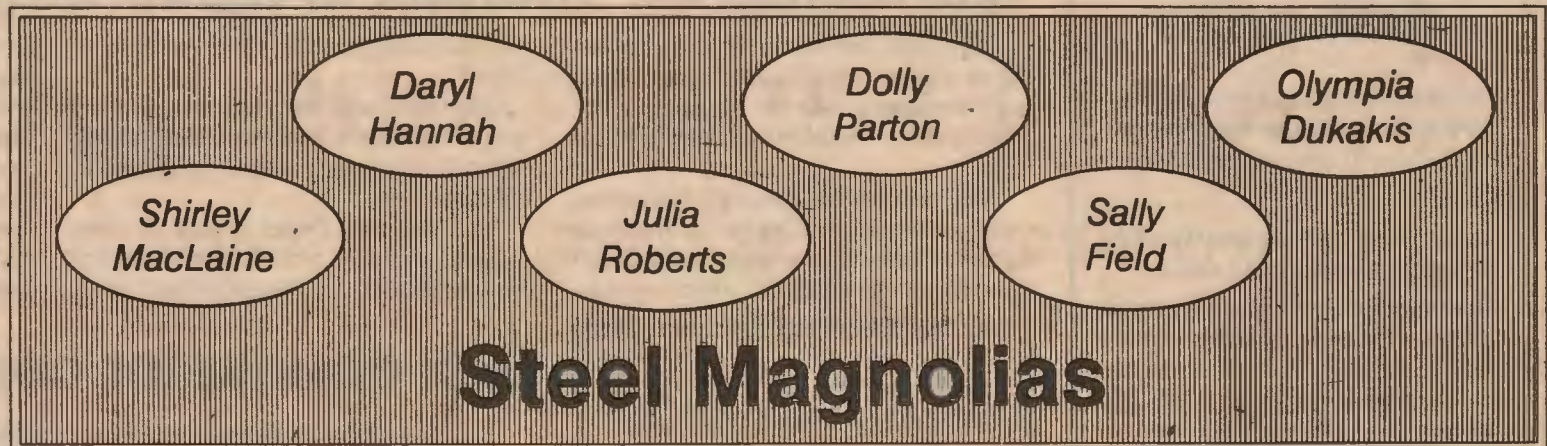 Daryl
Hannah
Dolly
Parton
Olympia
Dukakis
Shirley
MacLaine
Julia
Roberts
Sally
Field
Steel Magnolias